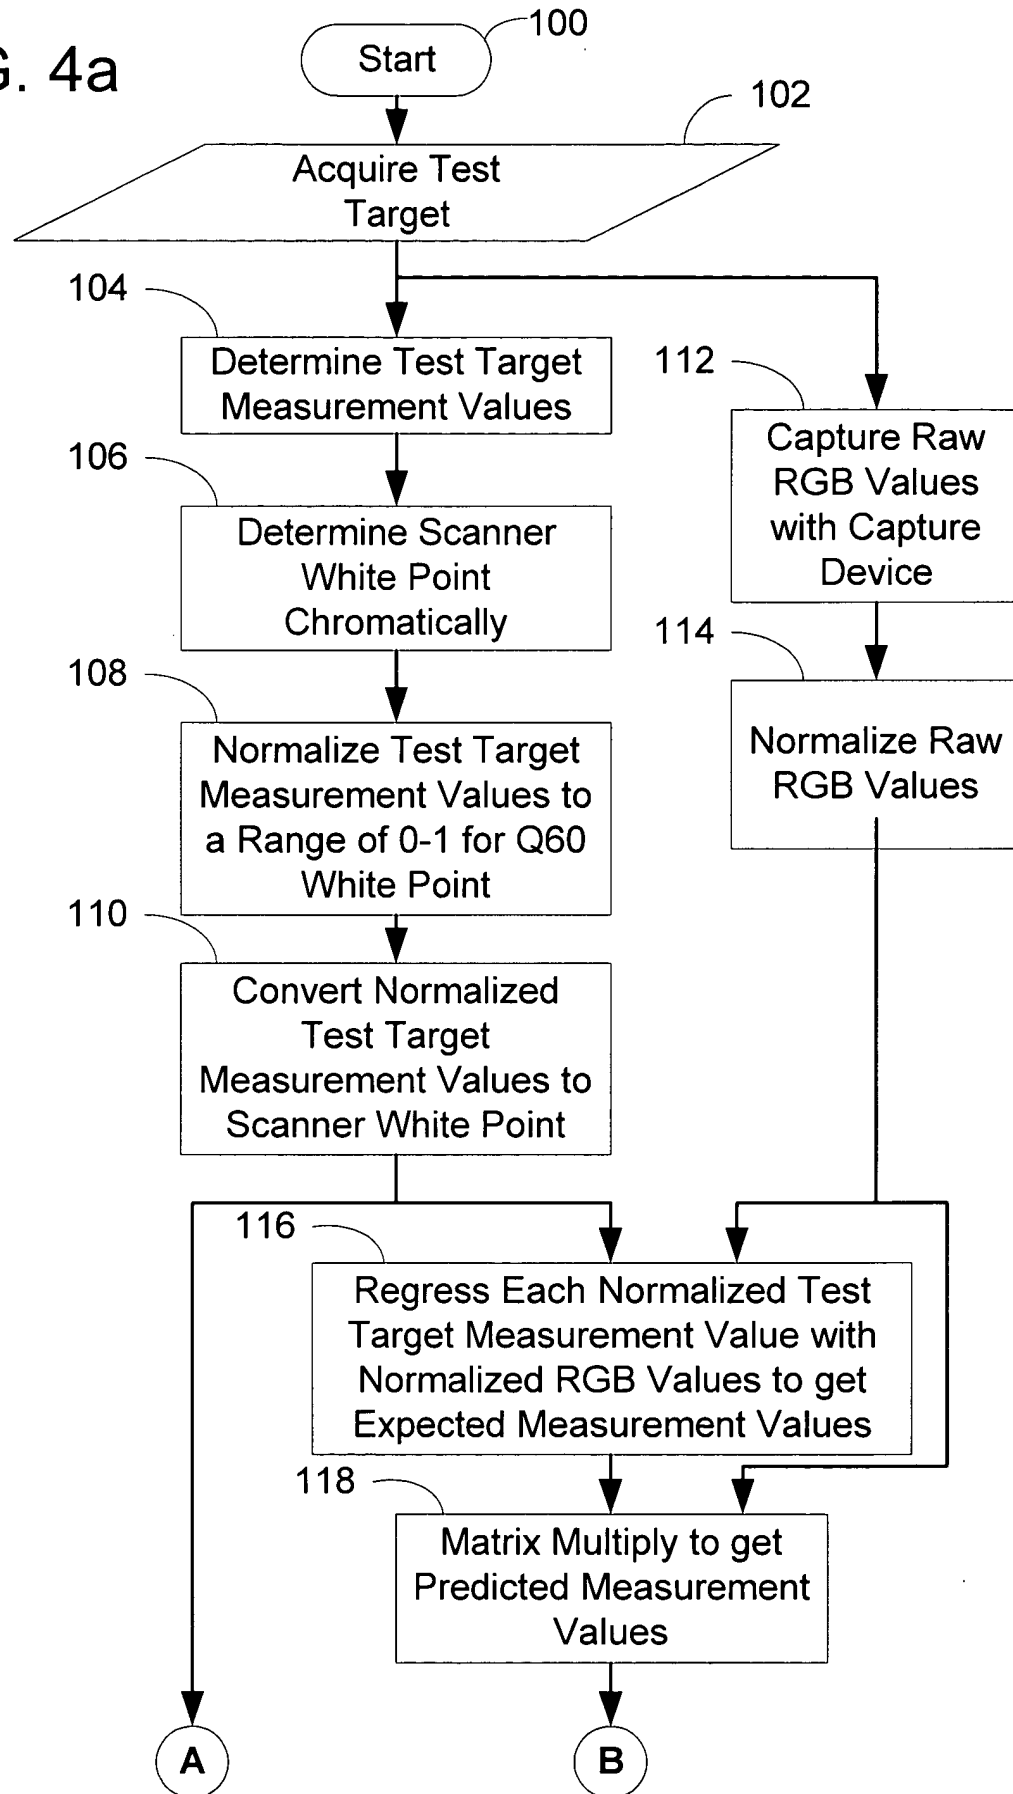 G. 4a
Start
100
102
Acquire Test
Target
104
Determine Test Target
Measurement Values
112
Capture Raw
RGB Values
with Capture
Device
106
Determine Scanner
White Point
Chromatically
114
Normalize Raw
RGB Values
108
Normalize Test Target
Measurement Values to
a Range of 0-1 for Q60
White Point
110
Convert Normalized
Test Target
Measurement Values to
Scanner White Point
116
Regress Each Normalized Test
Target Measurement Value with
Normalized RGB Values to get
Expected Measurement Values
118
Matrix Multiply to get
Predicted Measurement
Values
A
B